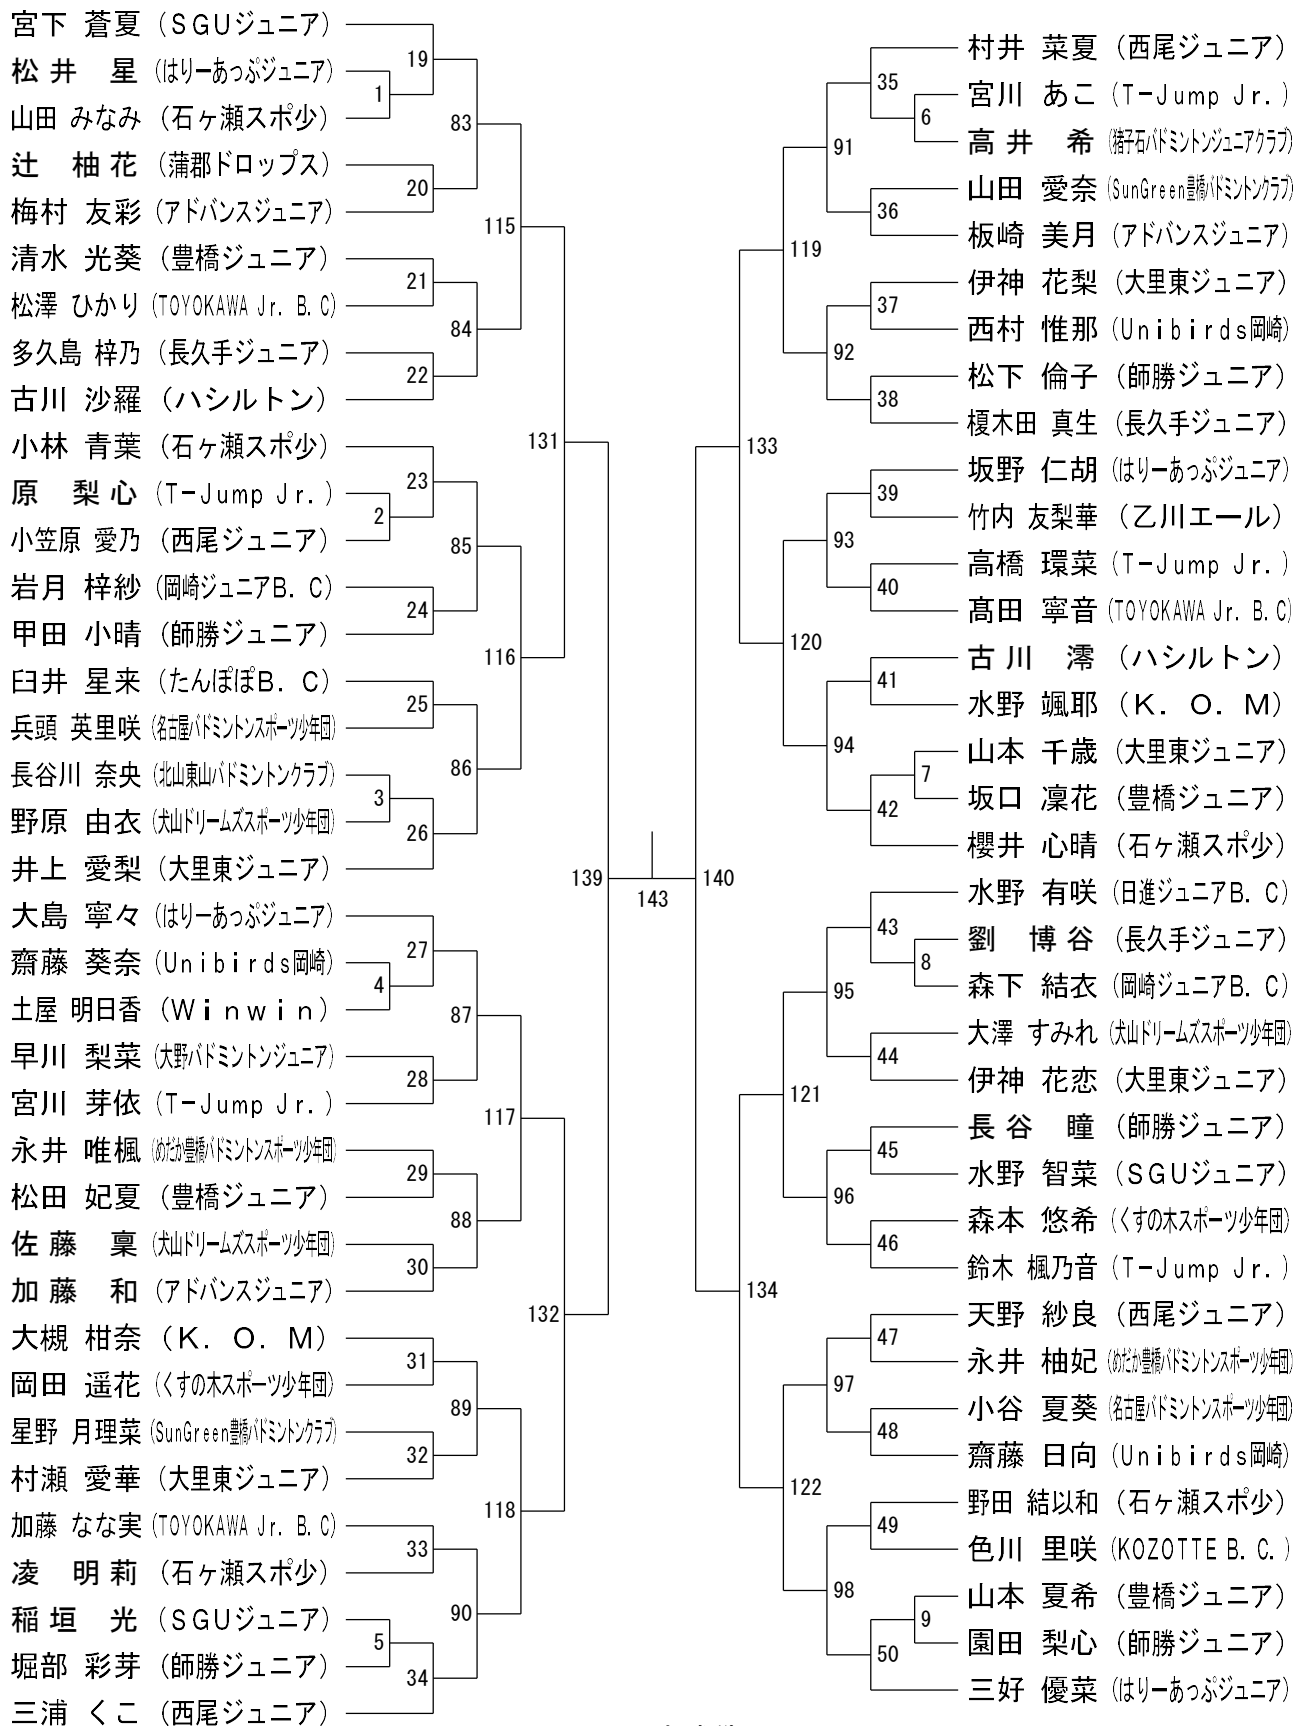 宮下 蒼夏 (SGUジュニア)
松井 星 (はりーあっぷジュニア)
山田 みなみ (石ヶ瀬スポ少)
辻 柚花 (蒲郡ドロップス)
梅村 友彩 (アドバンスジュニア)
清水 光葵 (豊橋ジュニア)
松澤 ひかり (TOYOKAWA Jr. B.C)
多久島 梓乃 (長久手ジュニア)
古川 沙羅 (ハシルトン)
小林 青葉 (石ヶ瀬スポ少)
原 梨心 (T-Jump Jr.)
小笠原 愛乃 (西尾ジュニア)
岩月 梓紗 (岡崎ジュニアB.C)
甲田 小晴 (師勝ジュニア)
臼井 星来 (たんぽぽB.C)
兵頭 英里咲 (名古屋バドミントンスポーツ少年団)
長谷川 奈央 (北山東山バドミントンクラブ)
野原 由衣 (犬山ドリームズスポーツ少年団)
井上 愛梨 (大里東ジュニア)
大島 寧々 (はりーあっぷジュニア)
齋藤 葵奈 (Unibirds岡崎)
土屋 明日香 (Winwin)
早川 梨菜 (大野バドミントンジュニア)
宮川 芽依 (T-Jump Jr.)
永井 唯楓 (めだか豊橋バドミントンスポーツ少年団)
松田 妃夏 (豊橋ジュニア)
佐藤 稟 (犬山ドリームズスポーツ少年団)
加藤 和 (アドバンスジュニア)
大槻 柑奈 (K.O.M)
岡田 遥花 (くすの木スポーツ少年団)
星野 月理菜 (SunGreen豊橋バドミントンクラブ)
村瀬 愛華 (大里東ジュニア)
加藤 なな実 (TOYOKAWA Jr. B.C)
凌 明莉 (石ヶ瀬スポ少)
稲垣 光 (SGUジュニア)
堀部 彩芽 (師勝ジュニア)
三浦 くこ (西尾ジュニア)
1
2
3
4
5
19
20
21
22
23
24
25
26
27
28
29
30
31
32
33
34
83
84
85
86
87
88
89
90
115
116
117
118
131
132
139
143
140
133
134
119
120
121
122
91
92
93
94
95
96
97
98
35
36
37
38
39
40
41
42
43
44
45
46
47
48
49
50
6
7
8
9
村井 菜夏 (西尾ジュニア)
宮川 あこ (T-Jump Jr.)
高井 希 (猪子石バドミントンジュニアクラブ)
山田 愛奈 (SunGreen豊橋バドミントンクラブ)
板崎 美月 (アドバンスジュニア)
伊神 花梨 (大里東ジュニア)
西村 惟那 (Unibirds岡崎)
松下 倫子 (師勝ジュニア)
榎木田 真生 (長久手ジュニア)
坂野 仁胡 (はりーあっぷジュニア)
竹内 友梨華 (乙川エール)
高橋 環菜 (T-Jump Jr.)
髙田 寧音 (TOYOKAWA Jr. B.C)
古川 澪 (ハシルトン)
水野 颯耶 (K.O.M)
山本 千歳 (大里東ジュニア)
坂口 凜花 (豊橋ジュニア)
櫻井 心晴 (石ヶ瀬スポ少)
水野 有咲 (日進ジュニアB.C)
劉 博谷 (長久手ジュニア)
森下 結衣 (岡崎ジュニアB.C)
大澤 すみれ (犬山ドリームズスポーツ少年団)
伊神 花恋 (大里東ジュニア)
長谷 瞳 (師勝ジュニア)
水野 智菜 (SGUジュニア)
森本 悠希 (くすの木スポーツ少年団)
鈴木 楓乃音 (T-Jump Jr.)
天野 紗良 (西尾ジュニア)
永井 柚妃 (めだか豊橋バドミントンスポーツ少年団)
小谷 夏葵 (名古屋バドミントンスポーツ少年団)
齋藤 日向 (Unibirds岡崎)
野田 結以和 (石ヶ瀬スポ少)
色川 里咲 (KOZOTTE B.C.)
山本 夏希 (豊橋ジュニア)
園田 梨心 (師勝ジュニア)
三好 優菜 (はりーあっぷジュニア)